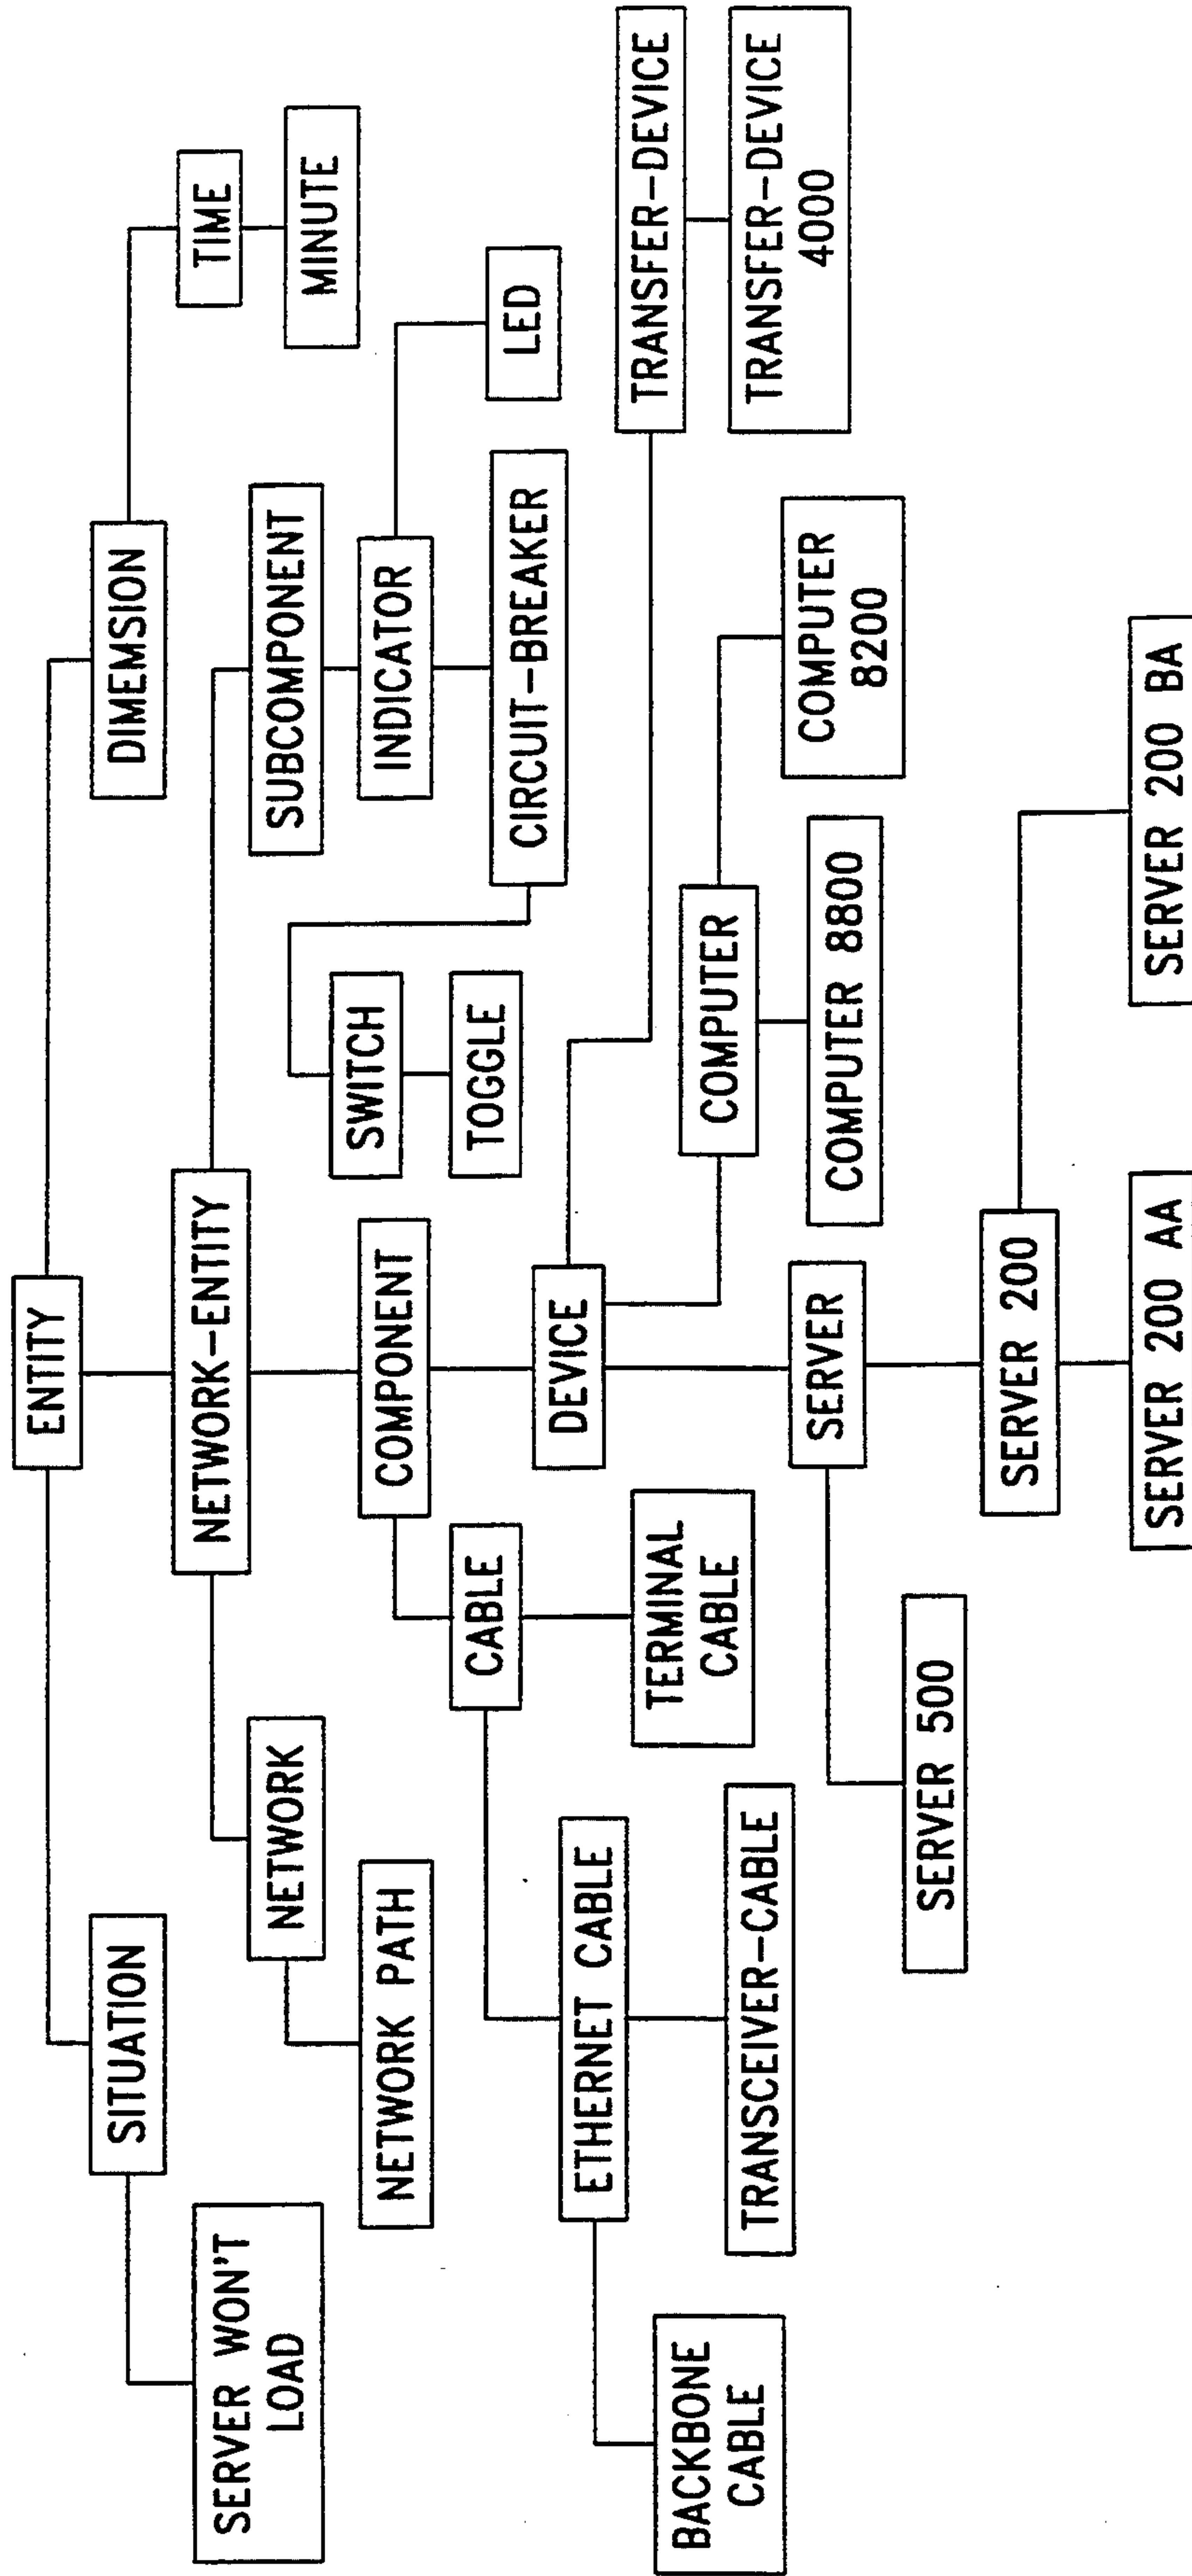 ENTITY
SITUATION
DIMEMSION
SERVER WON'T
LOAD
NETWORK-ENTITY
TIME
MINUTE
NETWORK
SUBCOMPONENT
NETWORK PATH
COMPONENT
SWITCH
INDICATOR
TOGGLE
LED
CABLE
CIRCUIT-BREAKER
ETHERNET CABLE
DEVICE
TRANSFER-DEVICE
BACKBONE
CABLE
TERMINAL
CABLE
COMPUTER
TRANSFER-DEVICE
4000
TRANSCEIVER-CABLE
SERVER
COMPUTER 8800
COMPUTER
8200
SERVER 500
SERVER 200
SERVER 200 AA
SERVER 200 BA